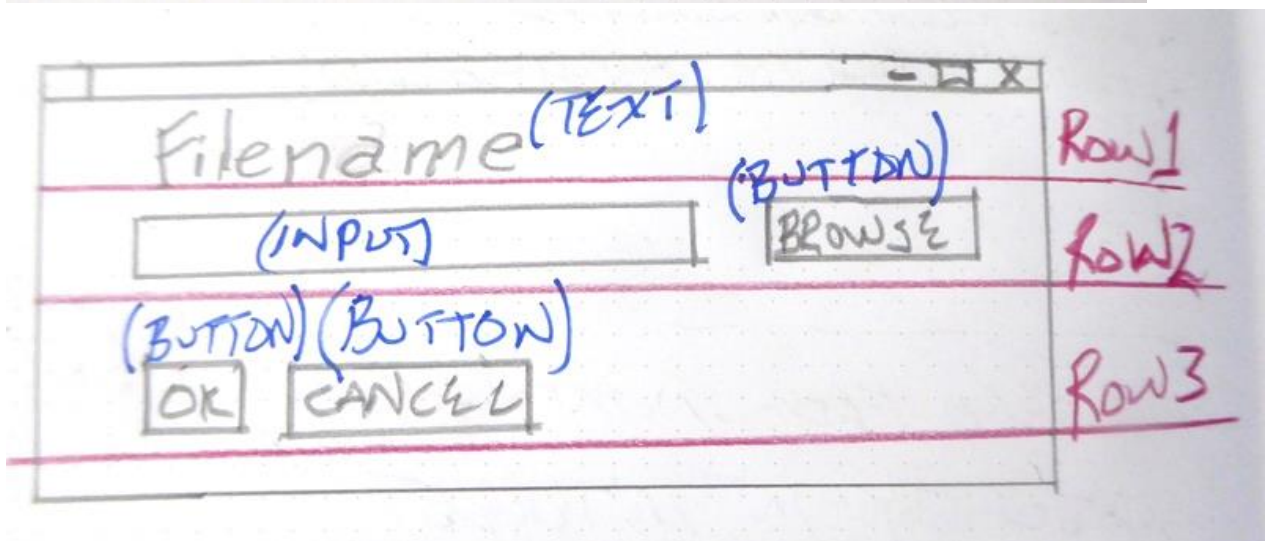 - □ X
Filename (TEXT) Row1
(BUTTON)
(INPUT) BROWSE Row2
(BUTTON) (BUTTON)
OK CANCEL Row3